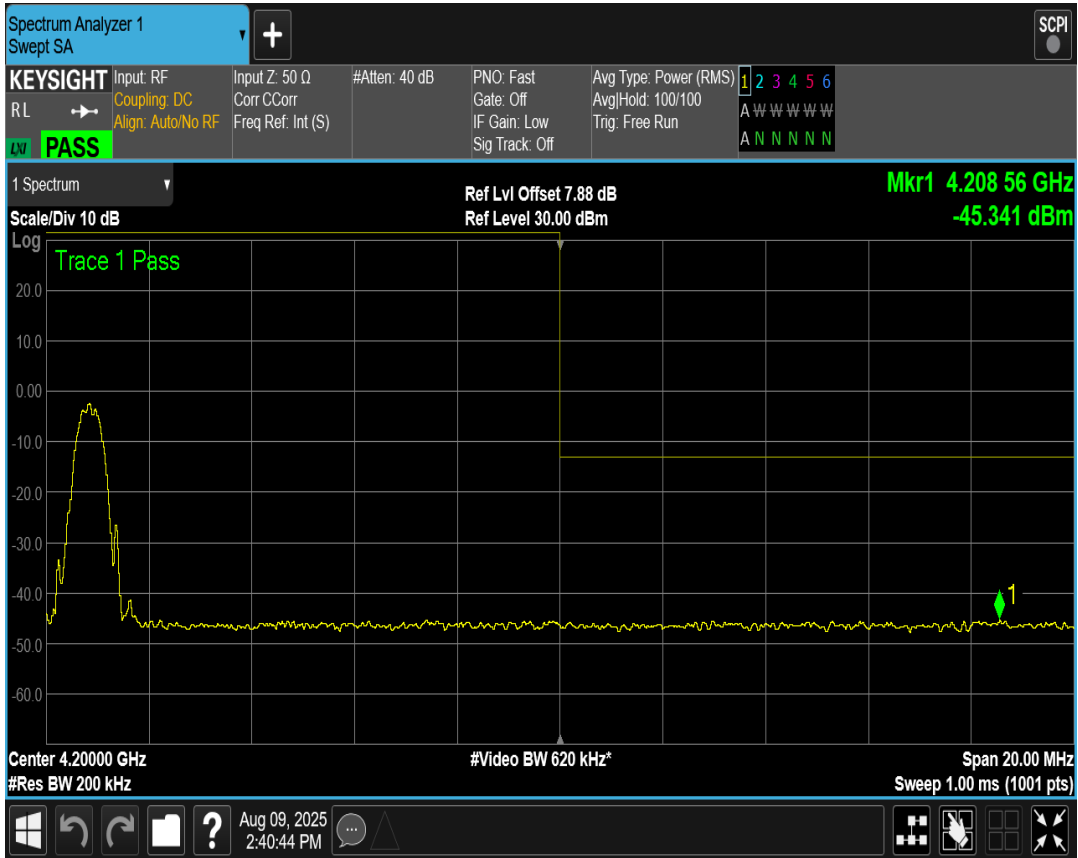 Spectrum Analyzer 1
Swept SA
+
SCPI
KEYSIGHT
R L
LXI PASS
Input: RF
Coupling: DC
Align: Auto/No RF
Input Z: 50 Ω
Corr CCorr
Freq Ref: Int (S)
#Atten: 40 dB
PNO: Fast
Gate: Off
IF Gain: Low
Sig Track: Off
Avg Type: Power (RMS)
Avg|Hold: 100/100
Trig: Free Run
1 2 3 4 5 6
A W W W W W
A N N N N N
1 Spectrum
Scale/Div 10 dB
Ref Lvl Offset 7.88 dB
Ref Level 30.00 dBm
Mkr1 4.208 56 GHz
-45.341 dBm
Log
Trace 1 Pass
20.0
10.0
0.00
-10.0
-20.0
-30.0
-40.0
-50.0
-60.0
1
Center 4.20000 GHz
#Video BW 620 kHz*
Span 20.00 MHz
#Res BW 200 kHz
Sweep 1.00 ms (1001 pts)
?
Aug 09, 2025
2:40:44 PM